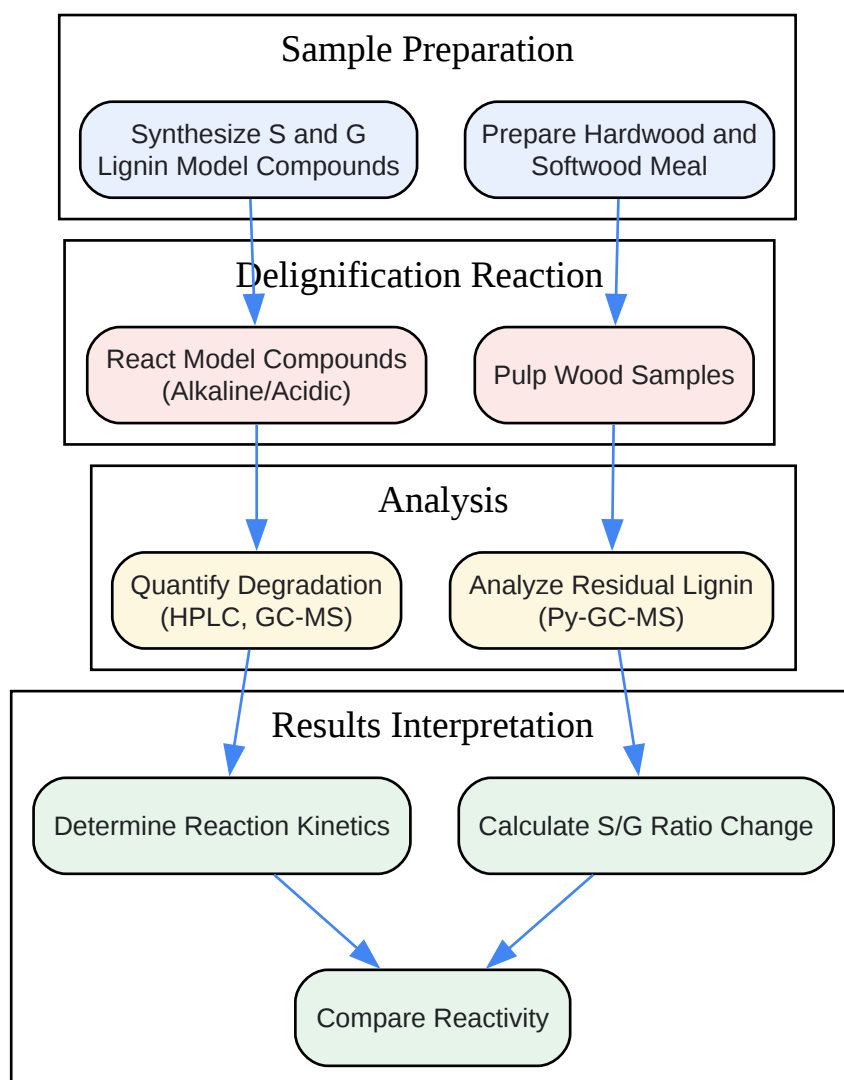 Sample Preparation
Synthesize S and G
Lignin Model Compounds
Prepare Hardwood and
Softwood Meal
Delignification Reaction
React Model Compounds
(Alkaline/Acidic)
Pulp Wood Samples
Analysis
Quantify Degradation
(HPLC, GC-MS)
Analyze Residual Lignin
(Py-GC-MS)
Results Interpretation
Determine Reaction Kinetics
Calculate S/G Ratio Change
Compare Reactivity